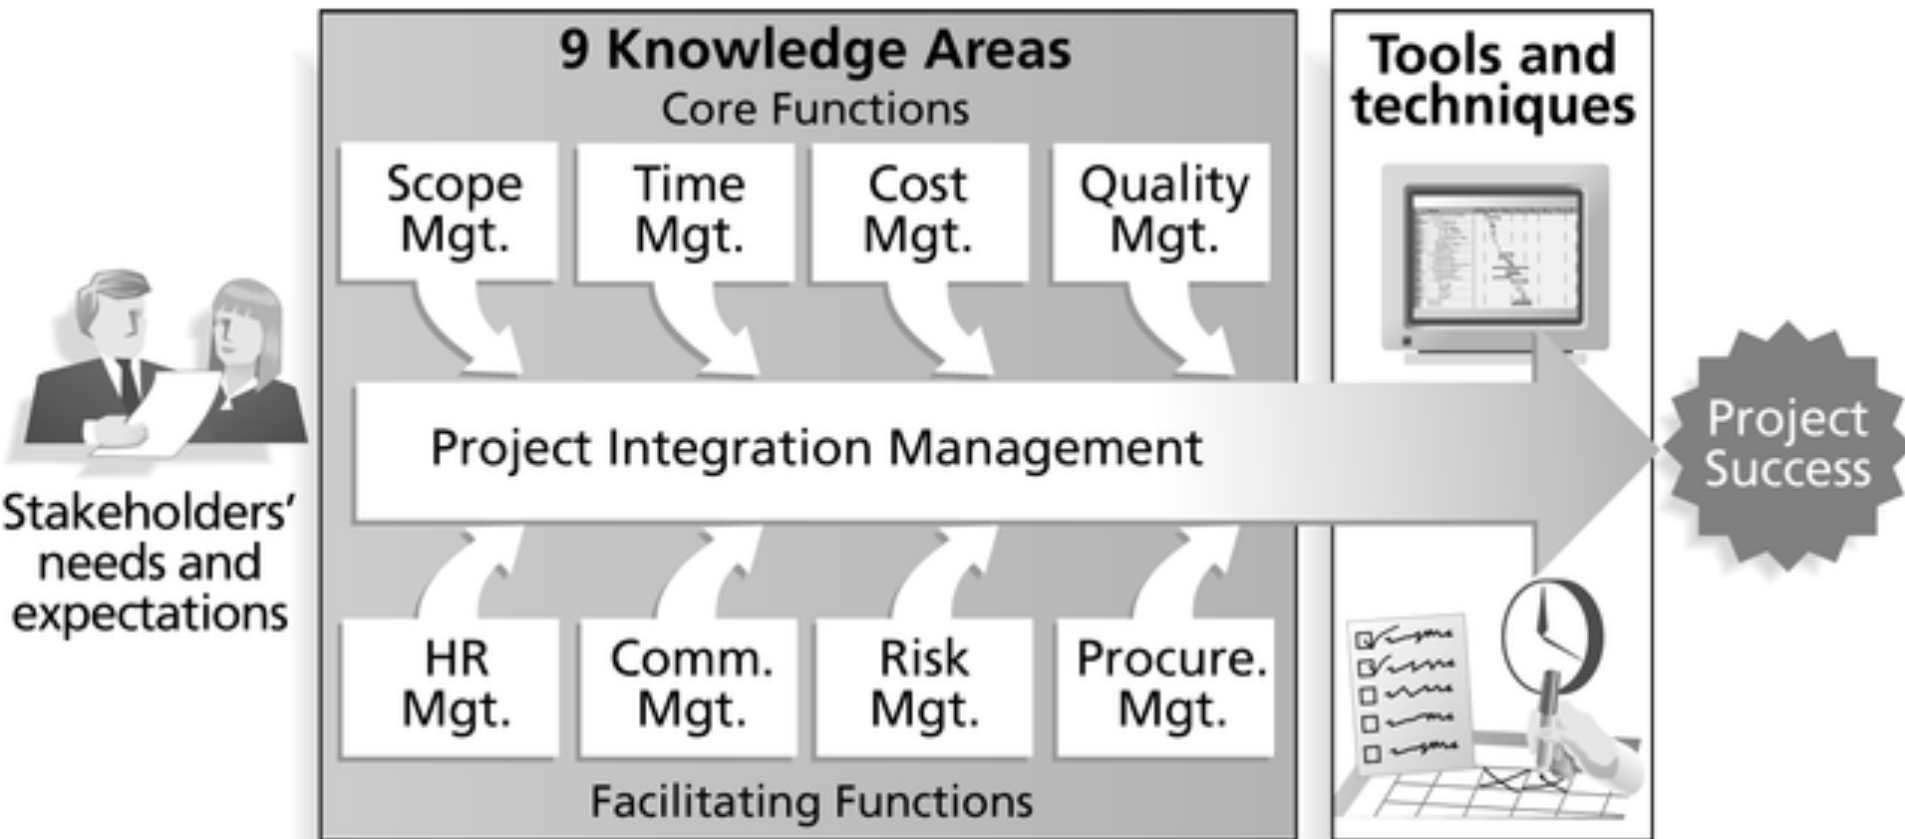 9 Knowledge Areas
Core Functions
Scope
Mgt.
Time
Mgt.
Cost
Mgt.
Quality
Mgt.
Project Integration Management
HR
Mgt.
Comm.
Mgt.
Risk
Mgt.
Procure.
Mgt.
Facilitating Functions
Stakeholders'
needs and
expectations
Tools and
techniques
Project
Success